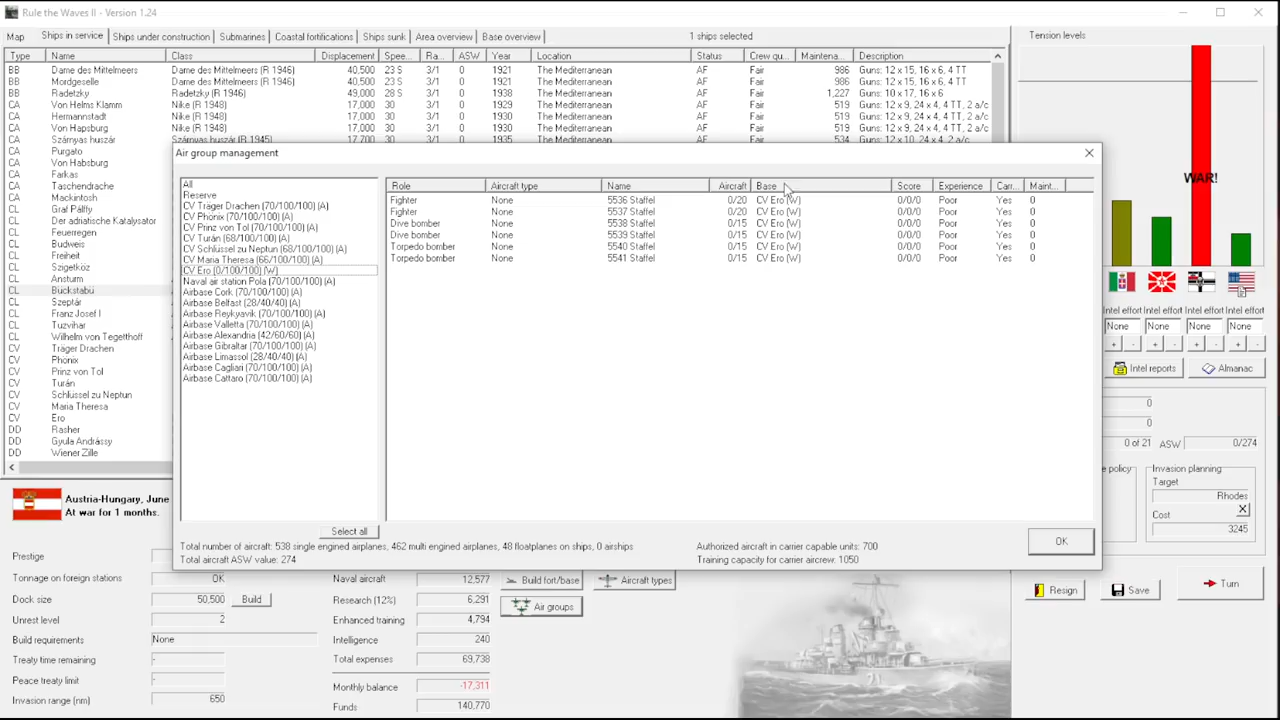 Rule the Waves II - Version 1.24
Map Ships in service Ships under construction Submarines Coastal fortifications Ships sunk Area overview Base overview 1 ships selected Tension levels
Type Name Class Displacement Spee... Ra... ASW Year Location Status Crew qu... Maintena... Description
BB Dame des Mittelmeers Dame des Mittelmeers (R 1946) 40,500 23 S 3/1 0 1921 The Mediterranean AF Fair 986 Guns: 12 x 15, 16 x 6, 4 TT
BB Mordgeselle Dame des Mittelmeers (R 1946) 40,500 23 S 3/1 0 1921 The Mediterranean AF Fair 986 Guns: 12 x 15, 16 x 6, 4 TT
BB Radetzky Radetzky (R 1946) 49,000 28 S 3/1 0 1938 The Mediterranean AF Fair 1,227 Guns: 10 x 17, 16 x 6
CA Von Helms Klamm Nike (R 1948) 17,000 30 3/1 0 1929 The Mediterranean AF Fair 519 Guns: 12 x 9, 24 x 4, 4 TT, 2 a/c
CA Hermannstadt Nike (R 1948) 17,000 30 3/1 0 1930 The Mediterranean AF Fair 519 Guns: 12 x 9, 24 x 4, 4 TT, 2 a/c
CA Von Hapsburg Nike (R 1948) 17,000 30 3/1 0 1930 The Mediterranean AF Fair 519 Guns: 12 x 9, 24 x 4, 4 TT, 2 a/c
CA Szárnyas huszár Szárnyas huszár (R 1945) 17,700 30 3/1 0 1935 The Mediterranean AF Fair 534 Guns: 12 x 9, 24 x 4, 2 a/c
CA Purgato
CA Von Habsburg
CA Farkas
CA Taschendrache
CA Mackintosh
CL Graf Pálffy
CL Der adriatische Katalysator
CL Feuerregen
CL Budweis
CL Freiheit
CL Szigetköz
CL Ansturm
CL Bückstabü
CL Szeptár
CL Franz Josef I
CL Tuzvihar
CL Wilhelm von Tegetthoff
CV Träger Drachen
CV Phönix
CV Prinz von Tol
CV Turán
CV Schlüssel zu Neptun
CV Maria Theresa
CV Ero
DD Rasher
DD Gyula Andrássy
DD Wiener Zille
Air group management
All
Reserve
CV Träger Drachen (70/100/100) (A)
CV Phönix (70/100/100) (A)
CV Prinz von Tol (70/100/100) (A)
CV Turán (68/100/100) (A)
CV Schlüssel zu Neptun (68/100/100) (A)
CV Maria Theresa (66/100/100) (A)
CV Ero (0/100/100) (W)
Naval air station Pola (70/100/100) (A)
Airbase Cork (70/100/100) (A)
Airbase Belfast (28/40/40) (A)
Airbase Reykyavik (70/100/100) (A)
Airbase Valletta (70/100/100) (A)
Airbase Alexandria (42/60/60) (A)
Airbase Gibraltar (70/100/100) (A)
Airbase Limassol (28/40/40) (A)
Airbase Cagliari (70/100/100) (A)
Airbase Cattaro (70/100/100) (A)
Role Aircraft type Name Aircraft Base Score Experience Carr... Maint...
Fighter None 5536 Staffel 0/20 CV Ero (W) 0/0/0 Poor Yes 0
Fighter None 5537 Staffel 0/20 CV Ero (W) 0/0/0 Poor Yes 0
Dive bomber None 5538 Staffel 0/15 CV Ero (W) 0/0/0 Poor Yes 0
Dive bomber None 5539 Staffel 0/15 CV Ero (W) 0/0/0 Poor Yes 0
Torpedo bomber None 5540 Staffel 0/15 CV Ero (W) 0/0/0 Poor Yes 0
Torpedo bomber None 5541 Staffel 0/15 CV Ero (W) 0/0/0 Poor Yes 0
Select all
Total number of aircraft: 538 single engined airplanes, 462 multi engined airplanes, 48 floatplanes on ships, 0 airships
Total aircraft ASW value: 274
Authorized aircraft in carrier capable units: 700
Training capacity for carrier aircrew: 1050
OK
WAR!
Intel effort Intel effort Intel effort Intel effort
None None None None
+ - + - + - + -
Intel reports Almanac
0
0
0 of 21 ASW 0/274
e policy Invasion planning
Target
Rhodes
Cost X
3245
Resign Save Turn
Austria-Hungary, June
At war for 1 months.
Prestige
Tonnage on foreign stations OK
Dock size 50,500 Build
Unrest level 2
Build requirements None
Treaty time remaining -
Peace treaty limit -
Invasion range (nm) 650
Naval aircraft 12,577
Research (12%) 6,291
Enhanced training 4,794
Intelligence 240
Total expenses 69,738
Monthly balance -17,311
Funds 140,770
Build fort/base Aircraft types
Air groups
71